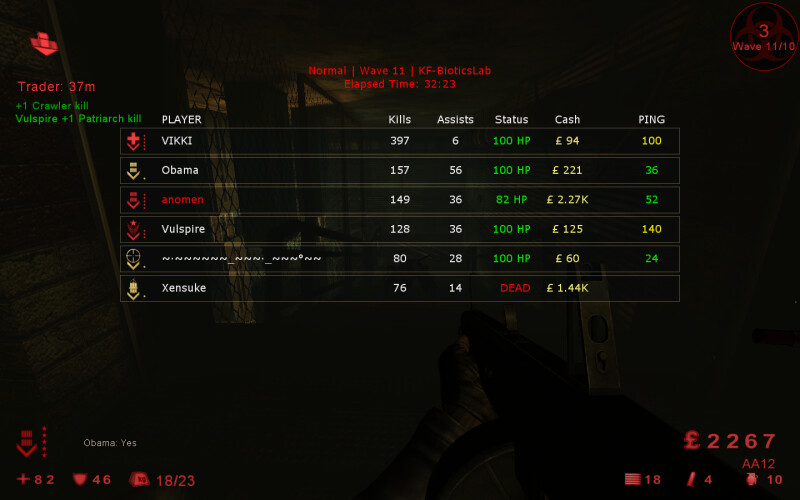 3
Wave 11/10
Normal | Wave 11 | KF-BioticsLab
Elapsed Time: 32:23
Trader: 37m
+1 Crawler kill
Vulspire +1 Patriarch kill
PLAYER Kills Assists Status Cash PING
VIKKI 397 6 100 HP £ 94 100
Obama 157 56 100 HP £ 221 36
anomen 149 36 82 HP £ 2.27K 52
Vulspire 128 36 100 HP £ 125 140
~·~~~~~~_~~~·_~~~°~~ 80 28 100 HP £ 60 24
Xensuke 76 14 DEAD £ 1.44K
Obama: Yes
£ 2267
AA12
82 46 18/23 18 4 10